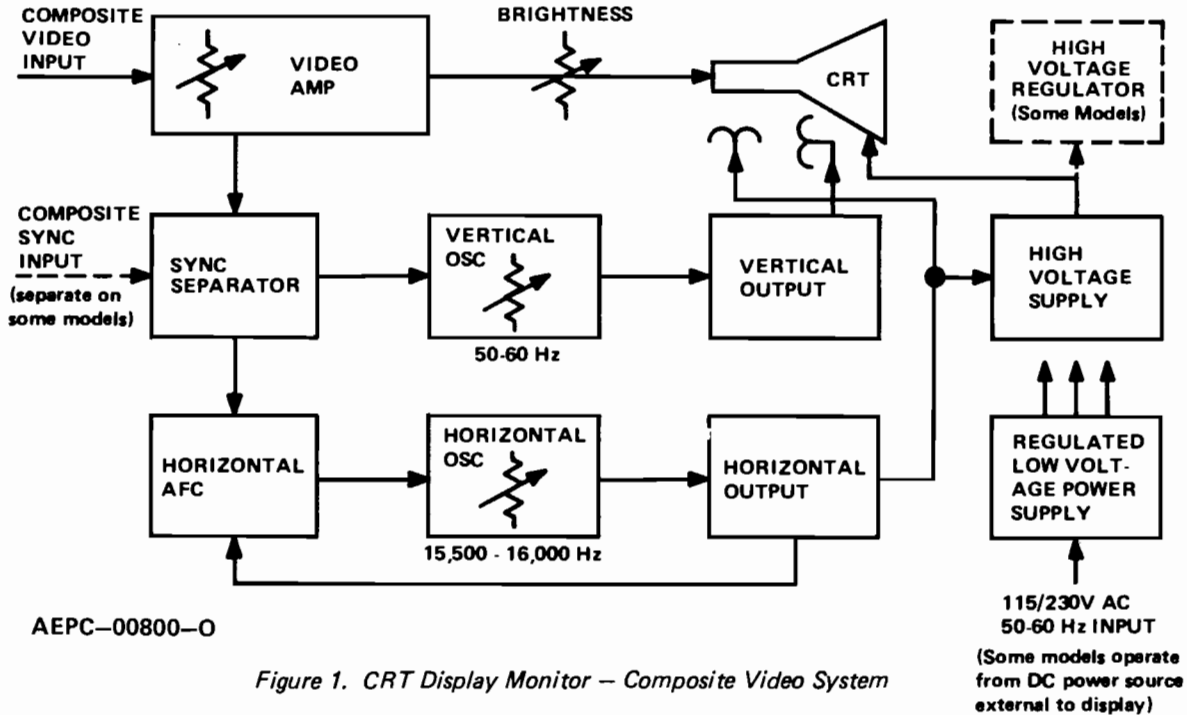 COMPOSITE
VIDEO
INPUT
VIDEO
AMP
BRIGHTNESS
CRT
HIGH
VOLTAGE
REGULATOR
(Some Models)
COMPOSITE
SYNC
INPUT
(separate on
some models)
SYNC
SEPARATOR
VERTICAL
OSC
50-60 Hz
VERTICAL
OUTPUT
HIGH
VOLTAGE
SUPPLY
HORIZONTAL
AFC
HORIZONTAL
OSC
15,500 - 16,000 Hz
HORIZONTAL
OUTPUT
REGULATED
LOW VOLT-
AGE POWER
SUPPLY
115/230V AC
50-60 Hz INPUT
(Some models operate
from DC power source
external to display)
AEPC–00800–O
Figure 1. CRT Display Monitor – Composite Video System